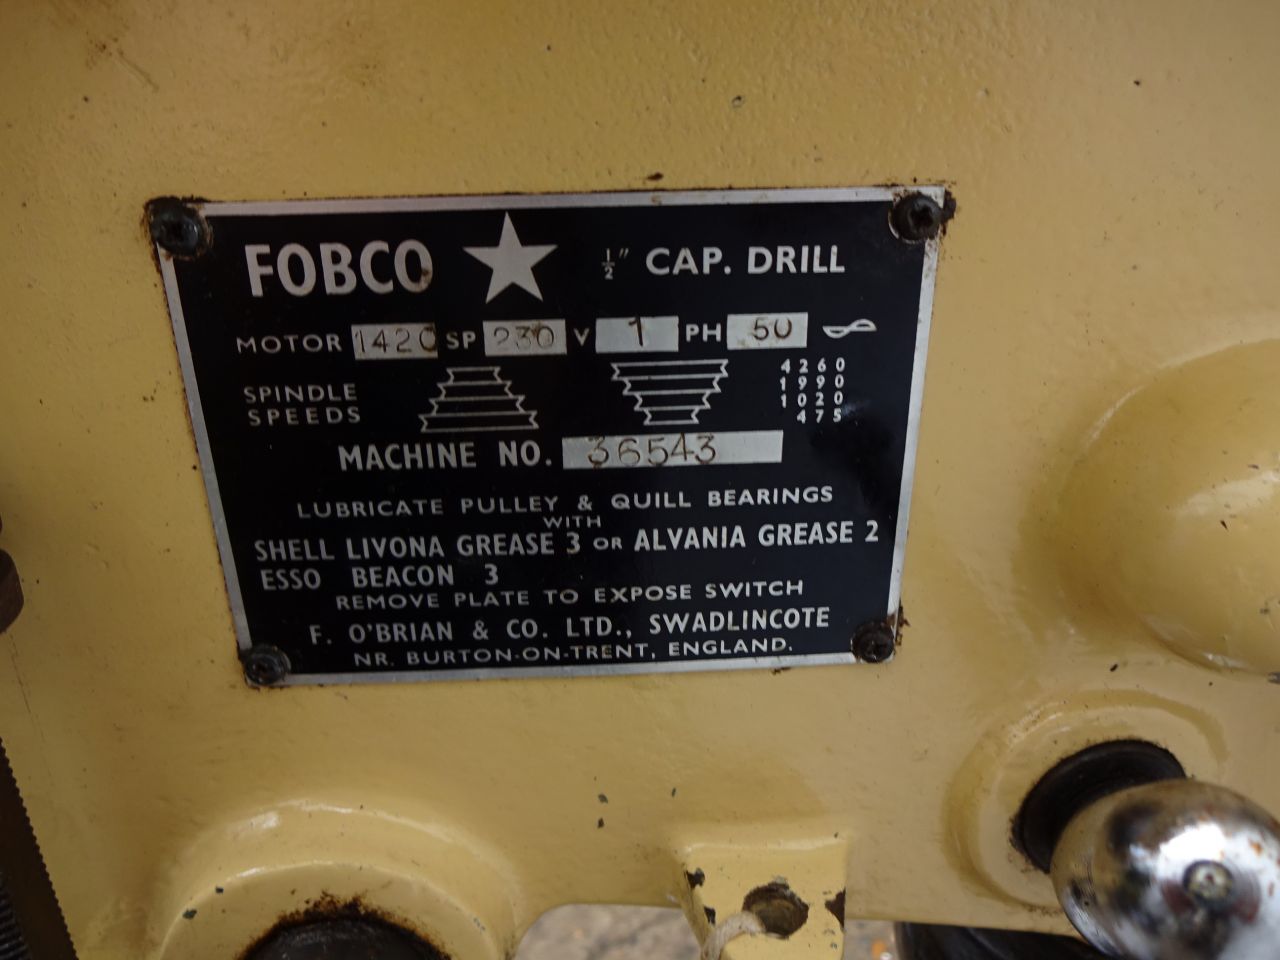 FOBCO ★ ½" CAP. DRILL
MOTOR 1420 SP 230 V 1 PH 50
SPINDLE SPEEDS
4260
1990
1020
475
MACHINE NO. 36543
LUBRICATE PULLEY & QUILL BEARINGS
WITH
SHELL LIVONA GREASE 3 OR ALVANIA GREASE 2
ESSO BEACON 3
REMOVE PLATE TO EXPOSE SWITCH
F. O'BRIAN & CO. LTD., SWADLINCOTE
NR. BURTON-ON-TRENT, ENGLAND.